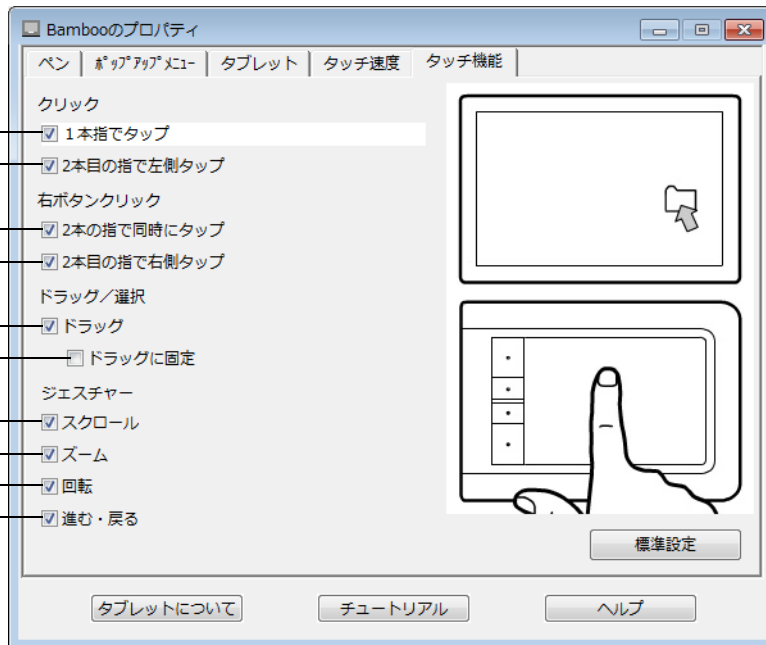 Bambooのプロパティ
ペン ﾎﾟｯﾌﾟｱｯﾌﾟﾒﾆｭｰ タブレット タッチ速度 タッチ機能
クリック
1本指でタップ
2本目の指で左側タップ
右ボタンクリック
2本の指で同時にタップ
2本目の指で右側タップ
ドラッグ／選択
ドラッグ
ドラッグに固定
ジェスチャー
スクロール
ズーム
回転
進む・戻る
標準設定
タブレットについて チュートリアル ヘルプ